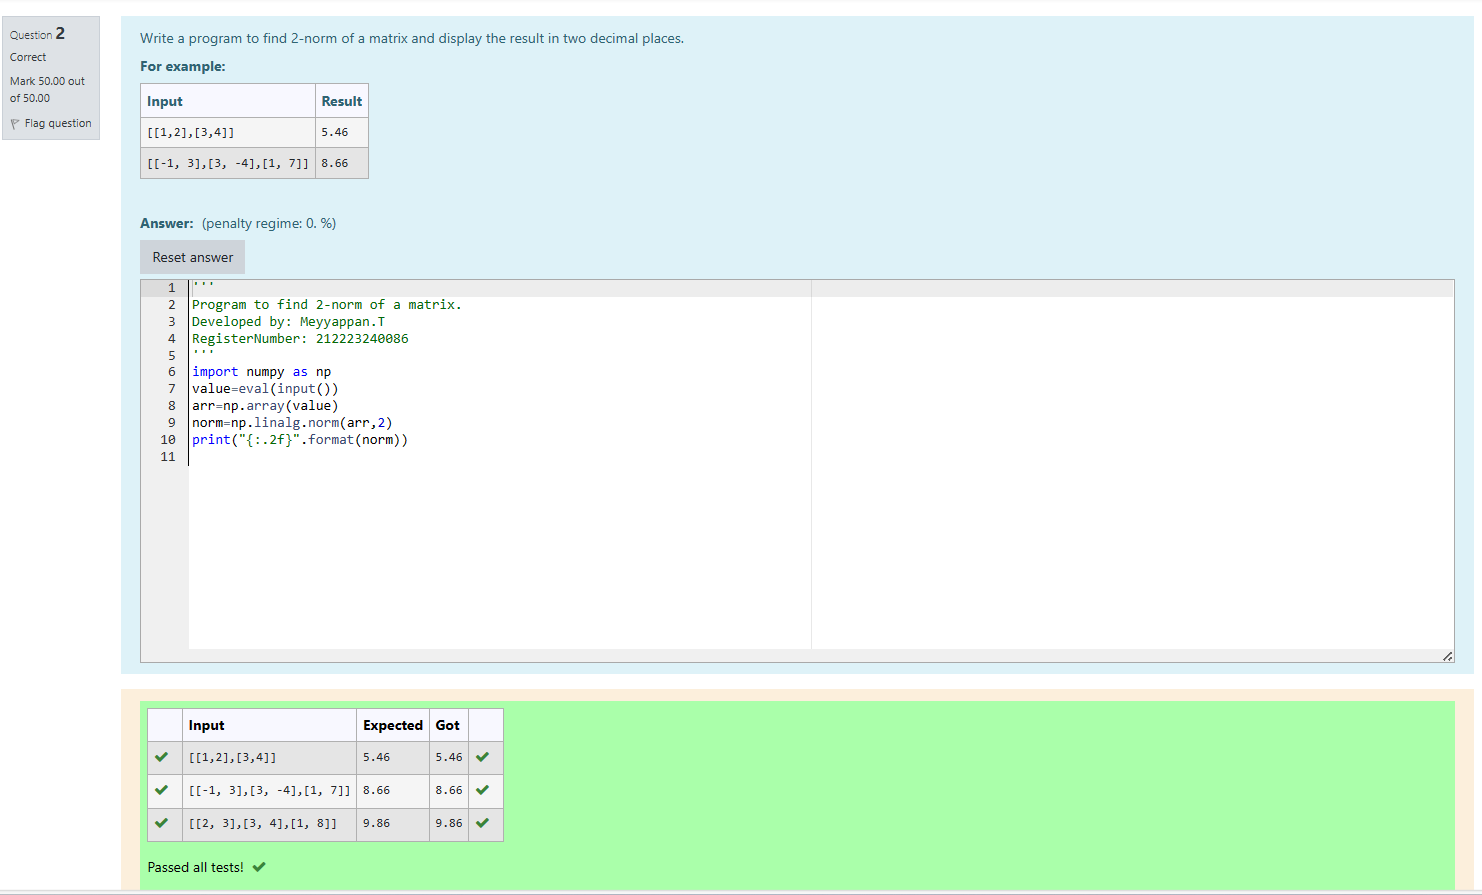 Question 2
Correct
Mark 50.00 out
of 50.00
Flag question
Write a program to find 2-norm of a matrix and display the result in two decimal places.
For example:
Input Result
[[1,2],[3,4]] 5.46
[[-1, 3],[3, -4],[1, 7]] 8.66
Answer: (penalty regime: 0. %)
Reset answer
1 '''
2 Program to find 2-norm of a matrix.
3 Developed by: Meyyappan.T
4 RegisterNumber: 212223240086
5 '''
6 import numpy as np
7 value=eval(input())
8 arr=np.array(value)
9 norm=np.linalg.norm(arr,2)
10 print("{:.2f}".format(norm))
11
Input Expected Got
[[1,2],[3,4]] 5.46 5.46
[[-1, 3],[3, -4],[1, 7]] 8.66 8.66
[[2, 3],[3, 4],[1, 8]] 9.86 9.86
Passed all tests!